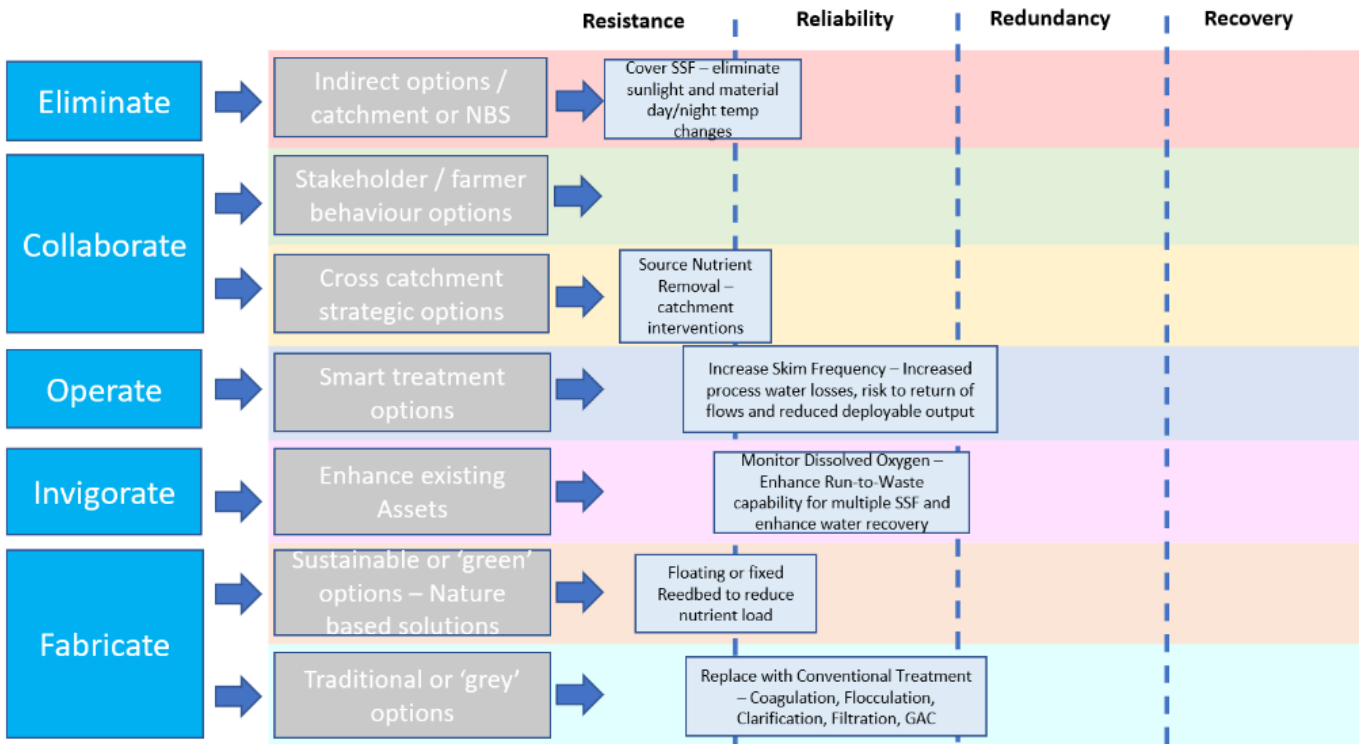 Resistance
Reliability
Redundancy
Recovery
Eliminate
Indirect options /
catchment or NBS
Cover SSF – eliminate
sunlight and material
day/night temp
changes
Collaborate
Stakeholder / farmer
behaviour options
Cross catchment
strategic options
Source Nutrient
Removal –
catchment
interventions
Operate
Smart treatment
options
Increase Skim Frequency – Increased
process water losses, risk to return of
flows and reduced deployable output
Invigorate
Enhance existing
Assets
Monitor Dissolved Oxygen –
Enhance Run-to-Waste
capability for multiple SSF and
enhance water recovery
Fabricate
Sustainable or ‘green’
options – Nature
based solutions
Floating or fixed
Reedbed to reduce
nutrient load
Traditional or ‘grey’
options
Replace with Conventional Treatment
– Coagulation, Flocculation,
Clarification, Filtration, GAC